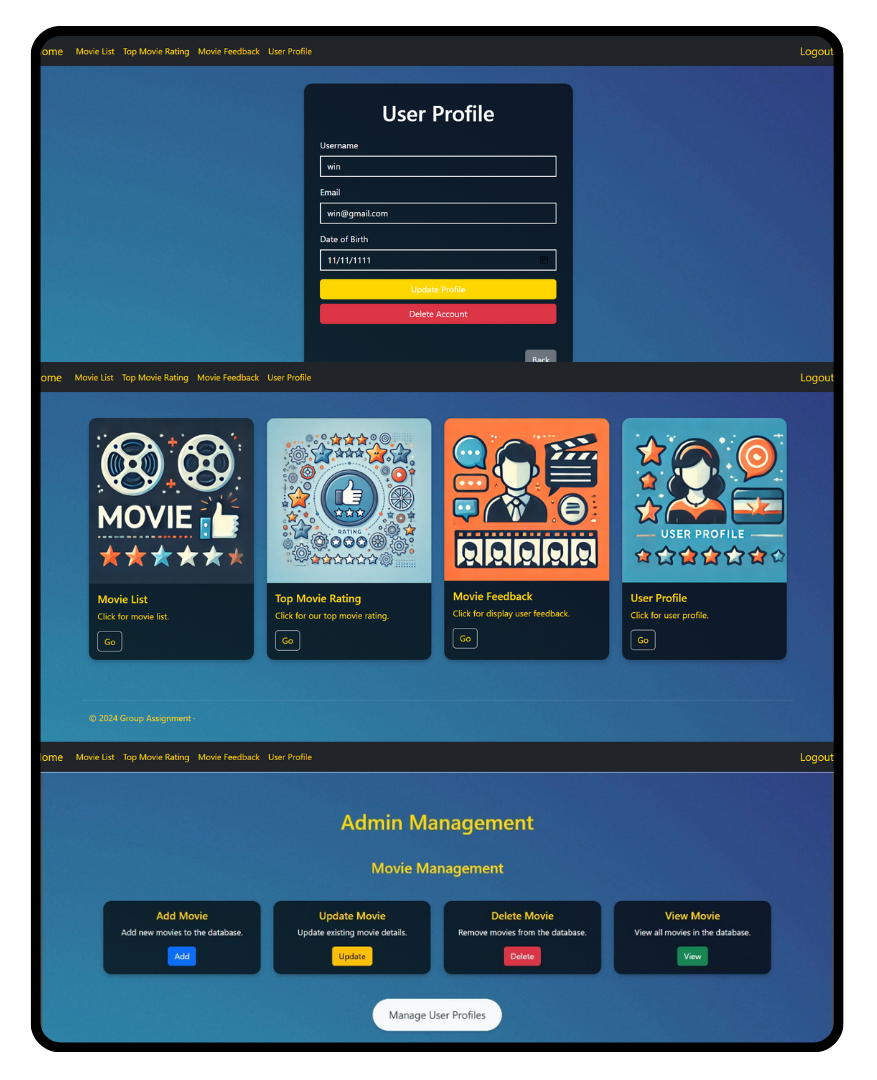 ome Movie List Top Movie Rating Movie Feedback User Profile Logout
User Profile
Username
win
Email
win@gmail.com
Date of Birth
11/11/1111
Update Profile
Delete Account
Back
ome Movie List Top Movie Rating Movie Feedback User Profile Logout
MOVIE
RATING
USER PROFILE
Movie List
Click for movie list.
Go
Top Movie Rating
Click for our top movie rating.
Go
Movie Feedback
Click for display user feedback.
Go
User Profile
Click for user profile.
Go
© 2024 Group Assignment ·
ome Movie List Top Movie Rating Movie Feedback User Profile Logout
Admin Management
Movie Management
Add Movie
Add new movies to the database.
Add
Update Movie
Update existing movie details.
Update
Delete Movie
Remove movies from the database.
Delete
View Movie
View all movies in the database.
View
Manage User Profiles